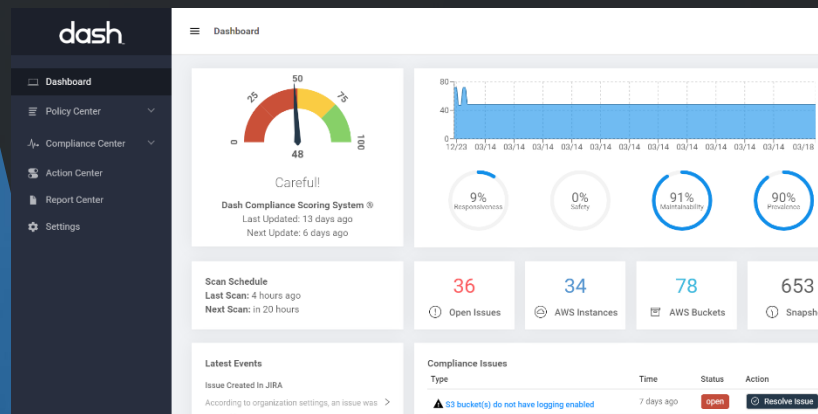 dash
Dashboard
Dashboard
Policy Center
Compliance Center
Action Center
Report Center
Settings
0 25 50 75 100
48
Careful!
Dash Compliance Scoring System ®
Last Updated: 13 days ago
Next Update: 6 days ago
80
40
0
12/23 03/14 03/14 03/14 03/14 03/14 03/14 03/14 03/14 03/14 03/14 03/14 03/18
9%
Responsiveness
0%
Safety
91%
Maintainability
90%
Prevalence
Scan Schedule
Last Scan: 4 hours ago
Next Scan: in 20 hours
36
Open Issues
34
AWS Instances
78
AWS Buckets
653
Snapsh
Latest Events
Issue Created In JIRA
According to organization settings, an issue was
Compliance Issues
Type Time Status Action
S3 bucket(s) do not have logging enabled 7 days ago open Resolve Issue